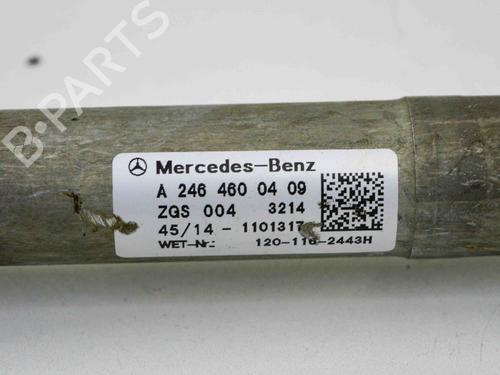 B-PARTS
Mercedes-Benz
A 246 460 04 09
ZGS 004 3214
45/14 - 1101317
WET-Nr.: 120-116-2443H